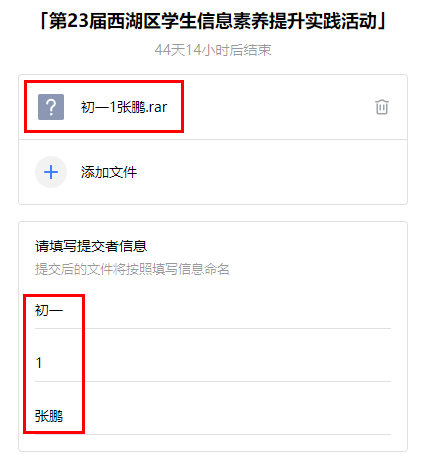 「第23届西湖区学生信息素养提升实践活动」
44天14小时后结束
? 初一1张鹏.rar
+ 添加文件
请填写提交者信息
提交后的文件将按照填写信息命名
初一
1
张鹏